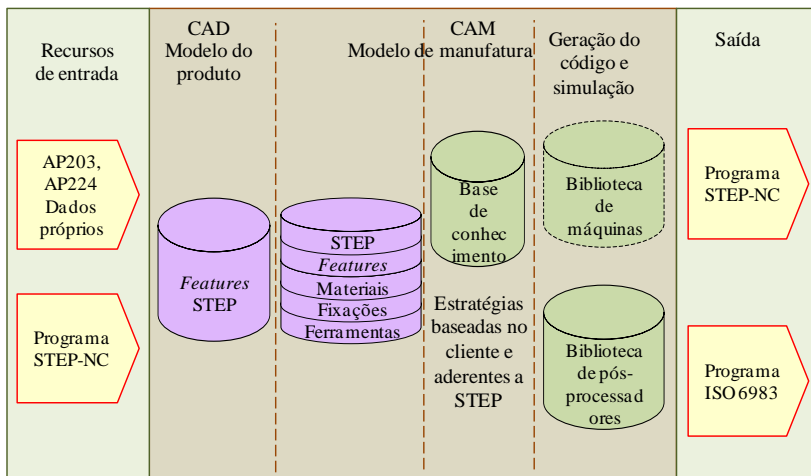 Recursos
de entrada
CAD
Modelo do
produto
CAM
Modelo de manufatura
Geração do
código e
simulação
Saída
AP203,
AP224
Dados
próprios
Programa
STEP-NC
Features
STEP
STEP
Features
Materiais
Fixações
Ferramentas
Base
de
conhec
imento
Estratégias
baseadas no
cliente e
aderentes a
STEP
Biblioteca
de
máquinas
Biblioteca
de pós-
processad
ores
Programa
STEP-NC
Programa
ISO 6983